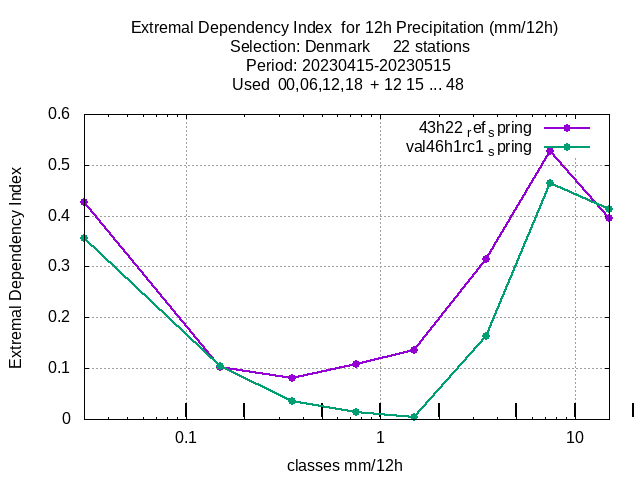 Extremal Dependency Index for 12h Precipitation (mm/12h)
Selection: Denmark 22 stations
Period: 20230415-20230515
Used 00,06,12,18 + 12 15 ... 48
43h22 ref spring
val46h1rc1 spring
Extremal Dependency Index
0.6
0.5
0.4
0.3
0.2
0.1
0
0.1 1 10
classes mm/12h